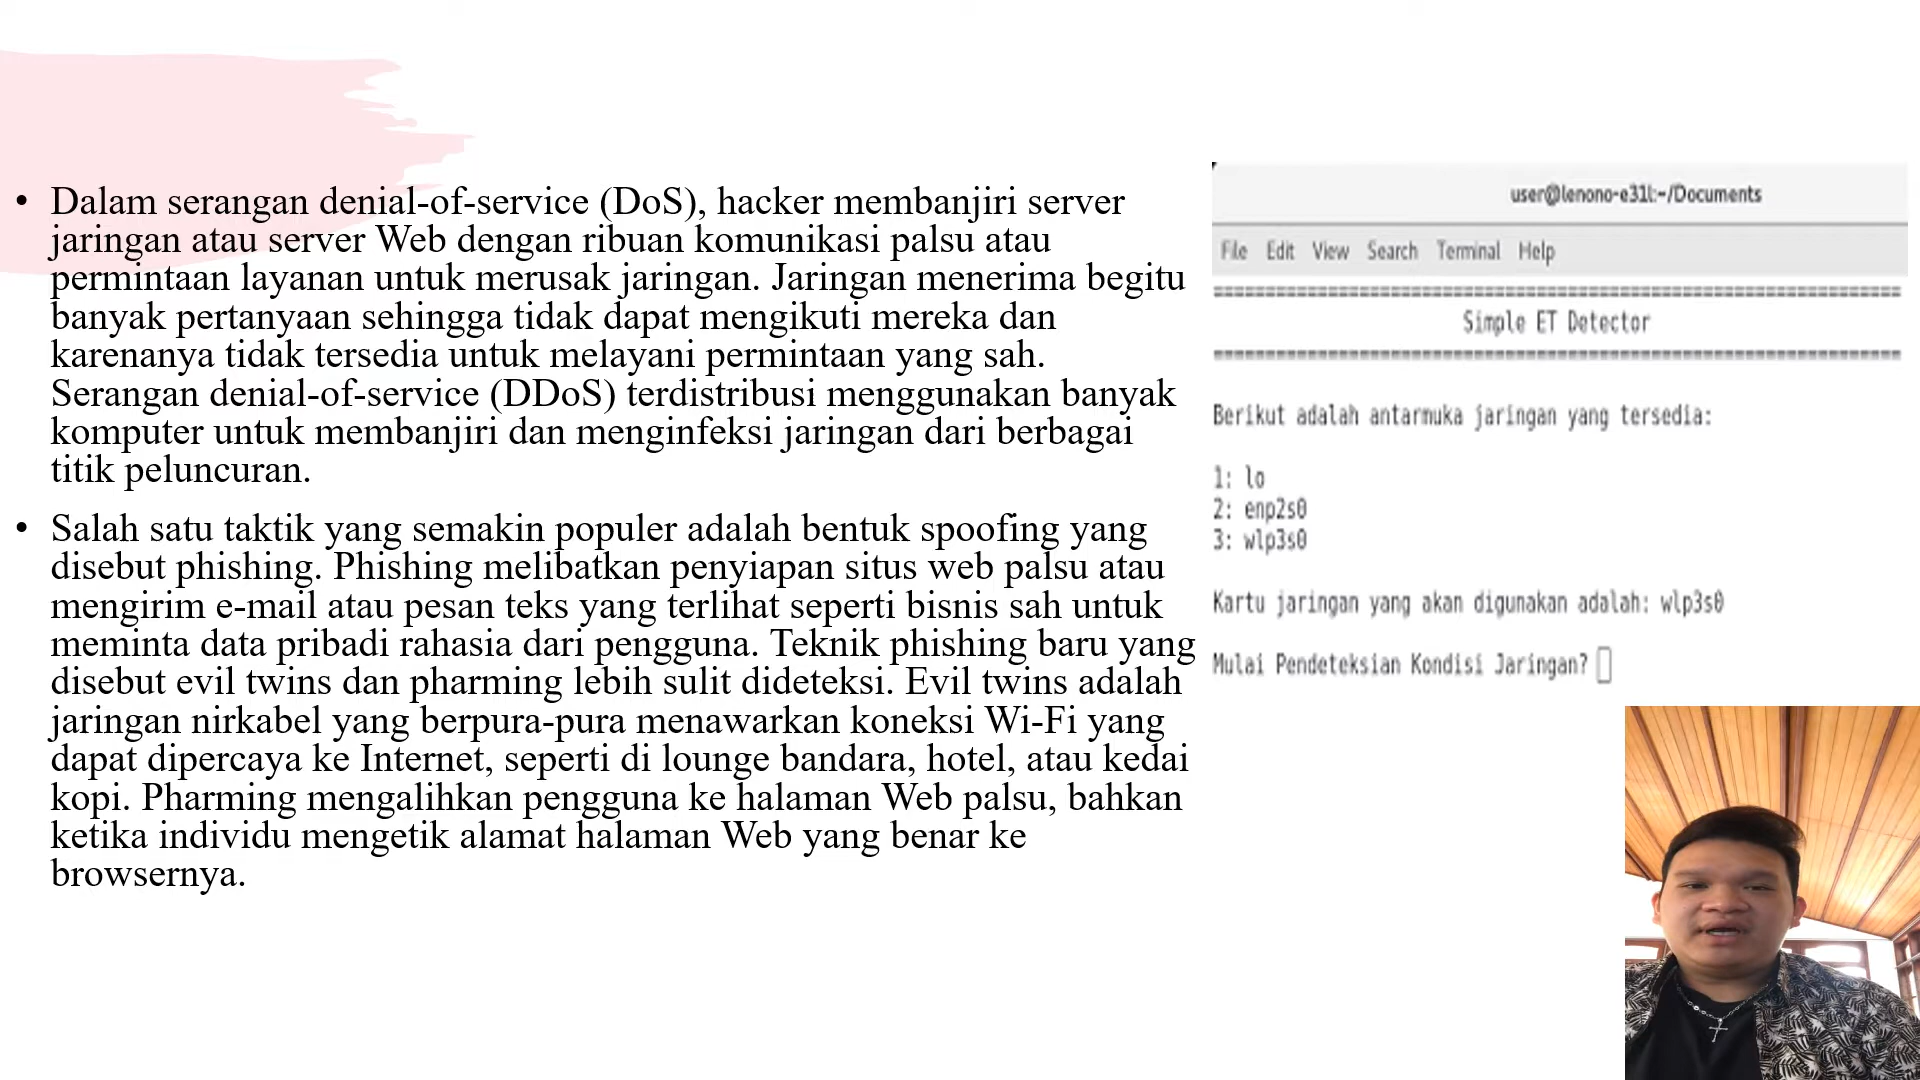 • Dalam serangan denial-of-service (DoS), hacker membanjiri server
jaringan atau server Web dengan ribuan komunikasi palsu atau
permintaan layanan untuk merusak jaringan. Jaringan menerima begitu
banyak pertanyaan sehingga tidak dapat mengikuti mereka dan
karenanya tidak tersedia untuk melayani permintaan yang sah.
Serangan denial-of-service (DDoS) terdistribusi menggunakan banyak
komputer untuk membanjiri dan menginfeksi jaringan dari berbagai
titik peluncuran.
• Salah satu taktik yang semakin populer adalah bentuk spoofing yang
disebut phishing. Phishing melibatkan penyiapan situs web palsu atau
mengirim e-mail atau pesan teks yang terlihat seperti bisnis sah untuk
meminta data pribadi rahasia dari pengguna. Teknik phishing baru yang
disebut evil twins dan pharming lebih sulit dideteksi. Evil twins adalah
jaringan nirkabel yang berpura-pura menawarkan koneksi Wi-Fi yang
dapat dipercaya ke Internet, seperti di lounge bandara, hotel, atau kedai
kopi. Pharming mengalihkan pengguna ke halaman Web palsu, bahkan
ketika individu mengetik alamat halaman Web yang benar ke
browsernya.
user@lenono-e31l:~/Documents
File Edit View Search Terminal Help
Simple ET Detector
Berikut adalah antarmuka jaringan yang tersedia:
1: lo
2: enp2s0
3: wlp3s0
Kartu jaringan yang akan digunakan adalah: wlp3s0
Mulai Pendeteksian Kondisi Jaringan?